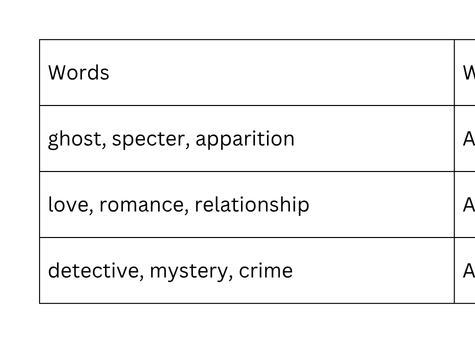 Words
ghost, specter, apparition
love, romance, relationship
detective, mystery, crime